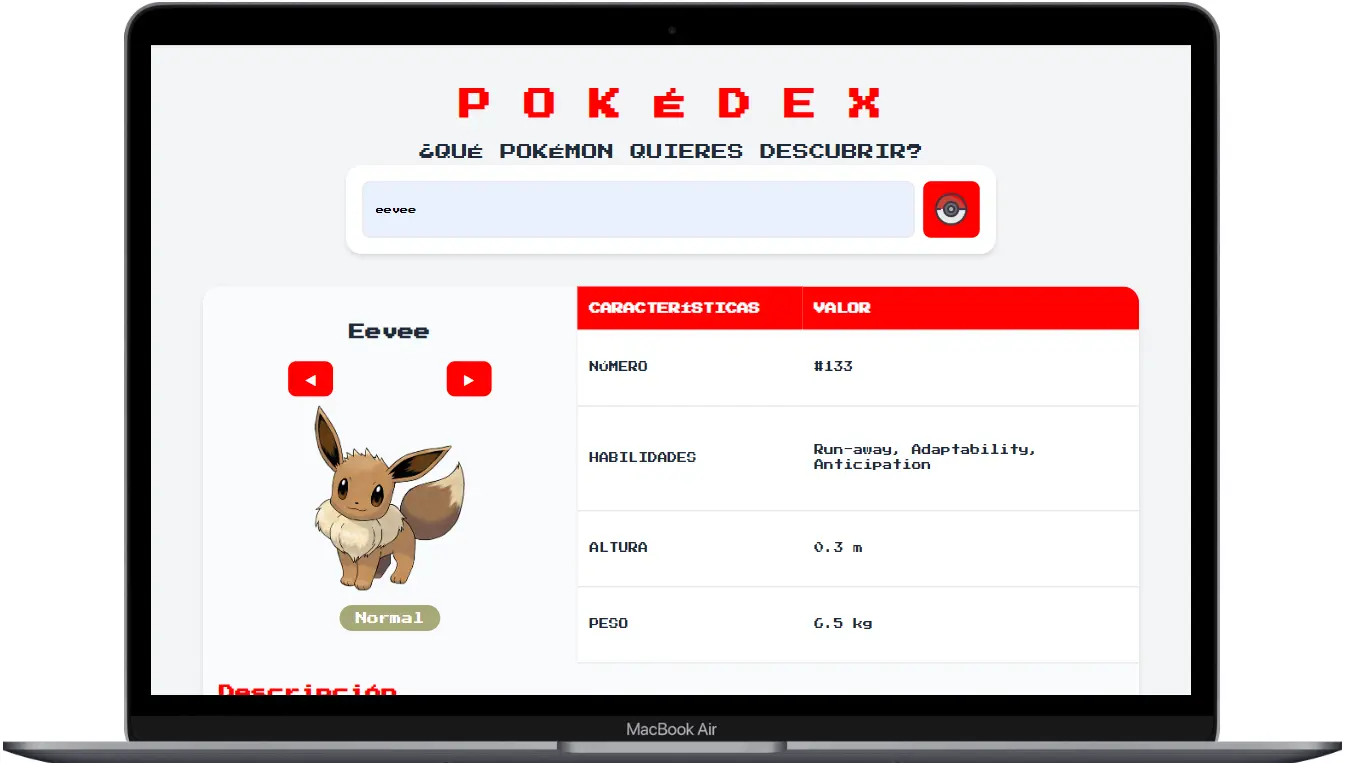 POKéDEX
¿QUé POKéMON QUIERES DESCUBRIR?
eevee
Eevee
◀ ▶
Normal
CARACTERíSTICAS VALOR
NúMERO #133
HABILIDADES Run-away, Adaptability,
Anticipation
ALTURA 0.3 m
PESO 6.5 kg
Descripción
MacBook Air